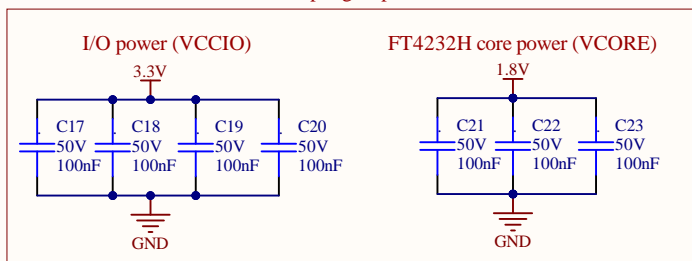 I/O power (VCCIO)
3.3V
C17
50V
100nF
C18
50V
100nF
C19
50V
100nF
C20
50V
100nF
GND
FT4232H core power (VCORE)
1.8V
C21
50V
100nF
C22
50V
100nF
C23
50V
100nF
GND